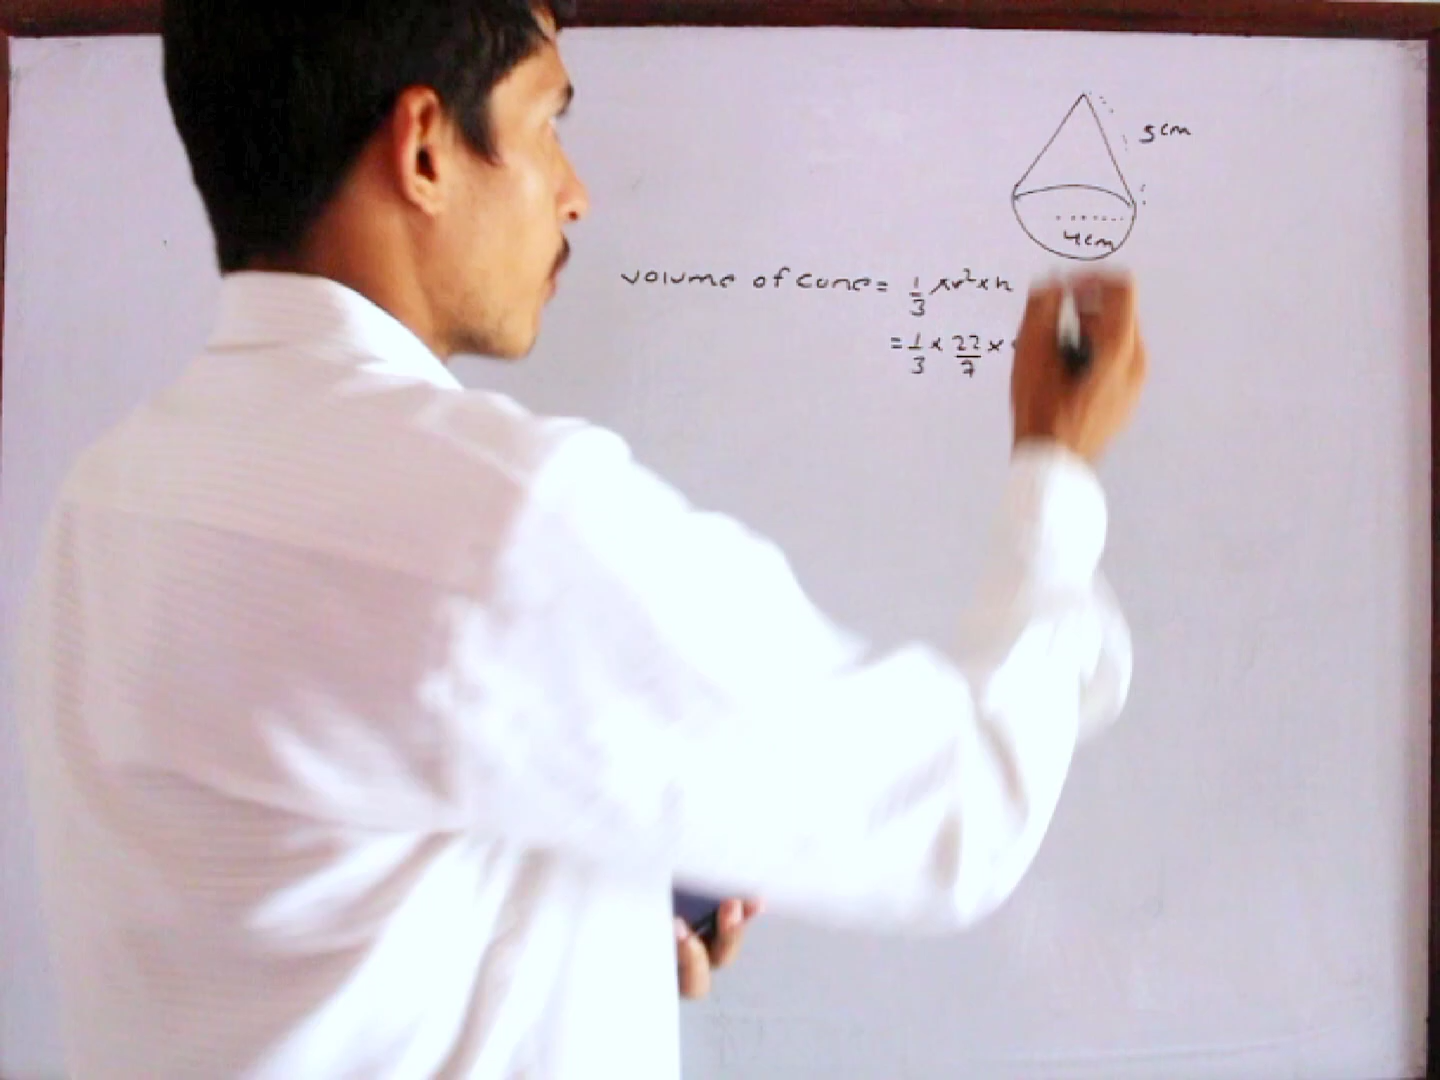 5cm
4cm
volume of cone = 1/3 πr² × h
= 1/3 × 22/7 ×